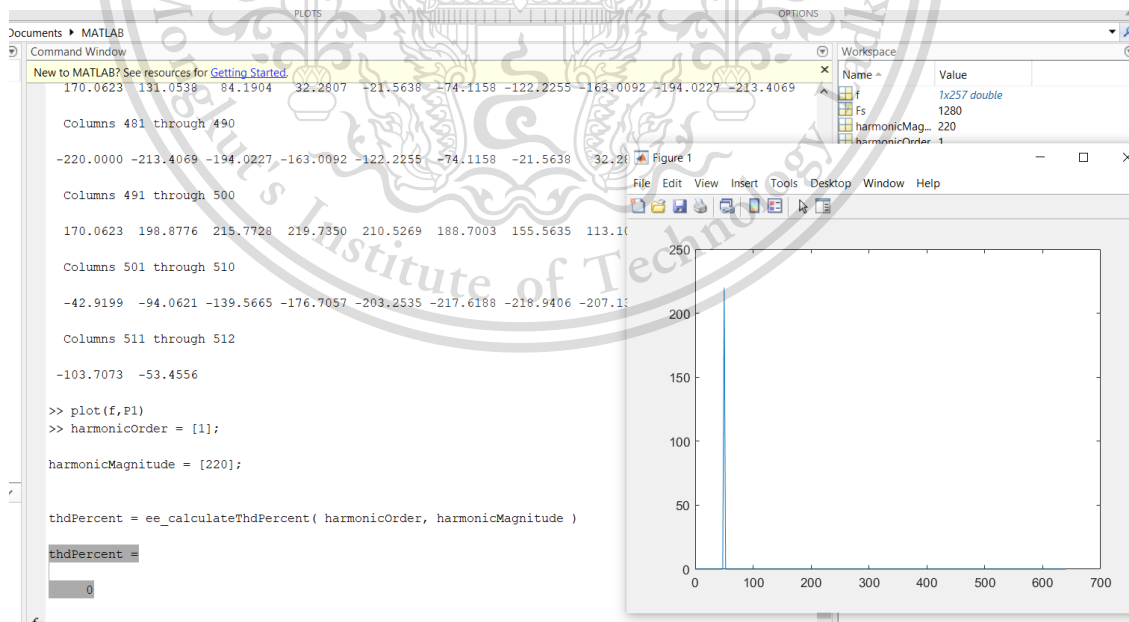 PLOTS
OPTIONS
Documents ▸ MATLAB
Command Window
New to MATLAB? See resources for Getting Started.
170.0623 131.0538 84.1904 32.2807 -21.5638 -74.1158 -122.2255 -163.0092 -194.0227 -213.4069
Columns 481 through 490
-220.0000 -213.4069 -194.0227 -163.0092 -122.2255 -74.1158 -21.5638
Columns 491 through 500
170.0623 198.8776 215.7728 219.7350 210.5269 188.7003 155.5635
Columns 501 through 510
-42.9199 -94.0621 -139.5665 -176.7057 -203.2535 -217.6188 -218.9406
Columns 511 through 512
-103.7073 -53.4556
>> plot(f,P1)
>> harmonicOrder = [1];
harmonicMagnitude = [220];
thdPercent = ee_calculateThdPercent( harmonicOrder, harmonicMagnitude )
thdPercent =
0
Workspace
Name Value
f 1x257 double
Fs 1280
harmonicMag... 220
harmonicOrder 1
Figure 1
File Edit View Insert Tools Desktop Window Help
250
200
150
100
50
0
0 100 200 300 400 500 600 700
Institute of Technology